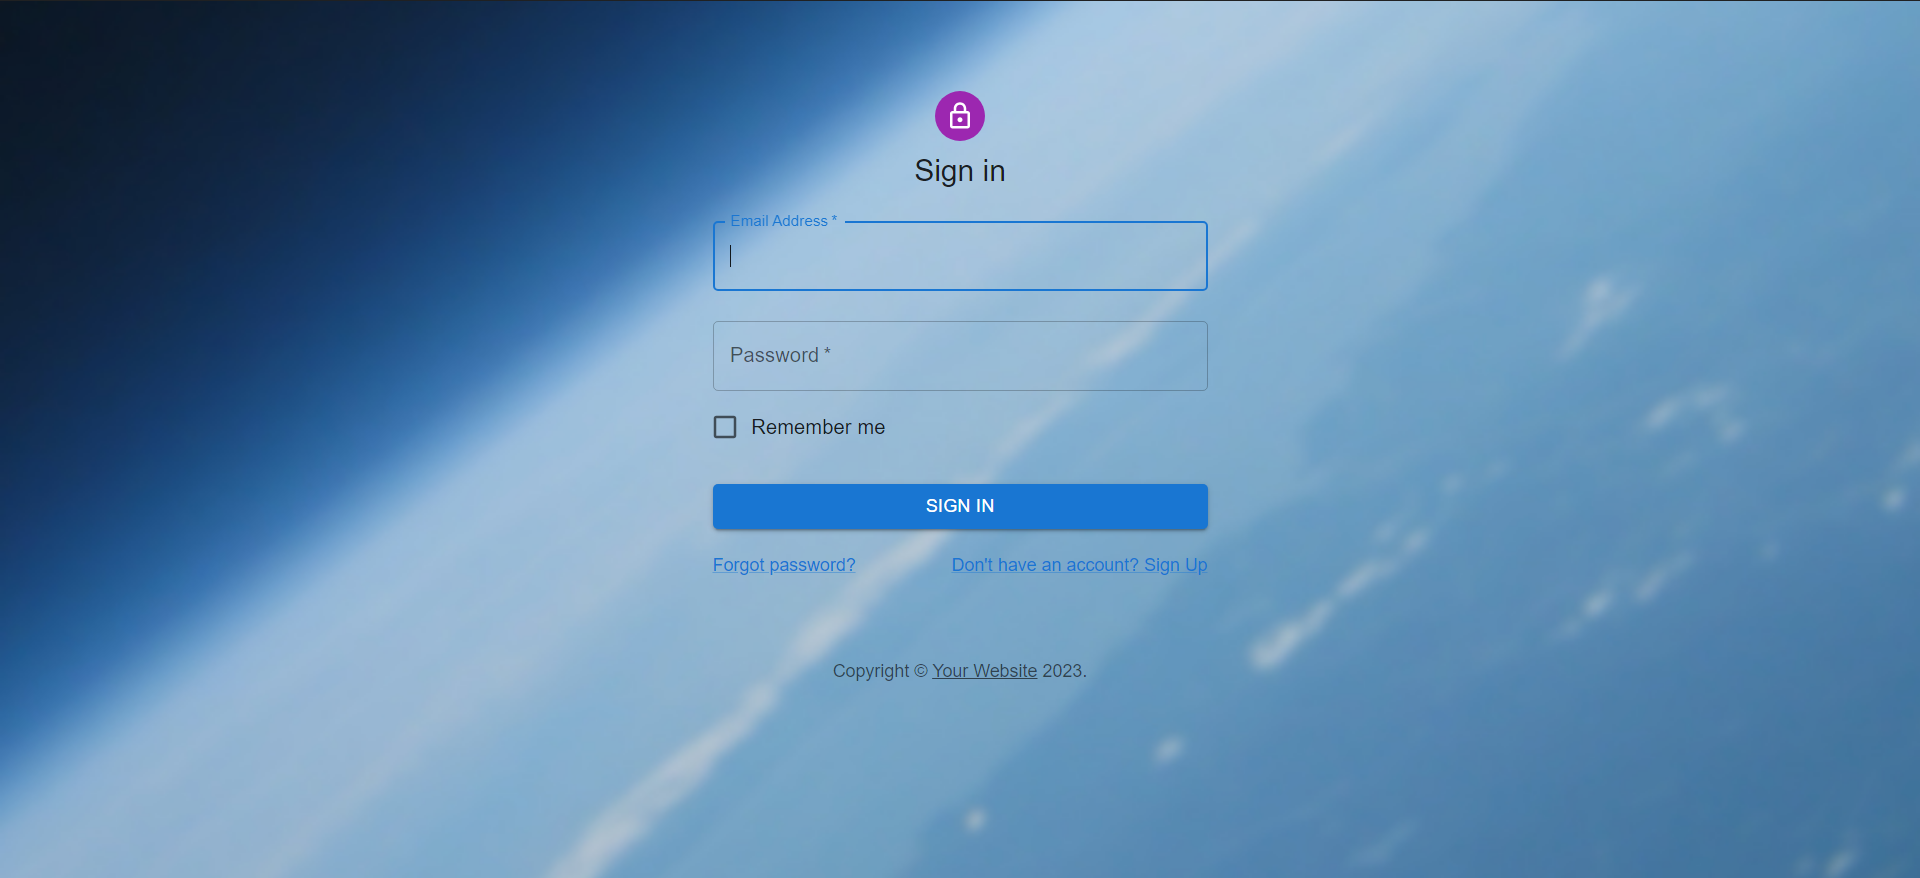 Sign in
Email Address *
Password *
Remember me
SIGN IN
Forgot password? Don't have an account? Sign Up
Copyright © Your Website 2023.